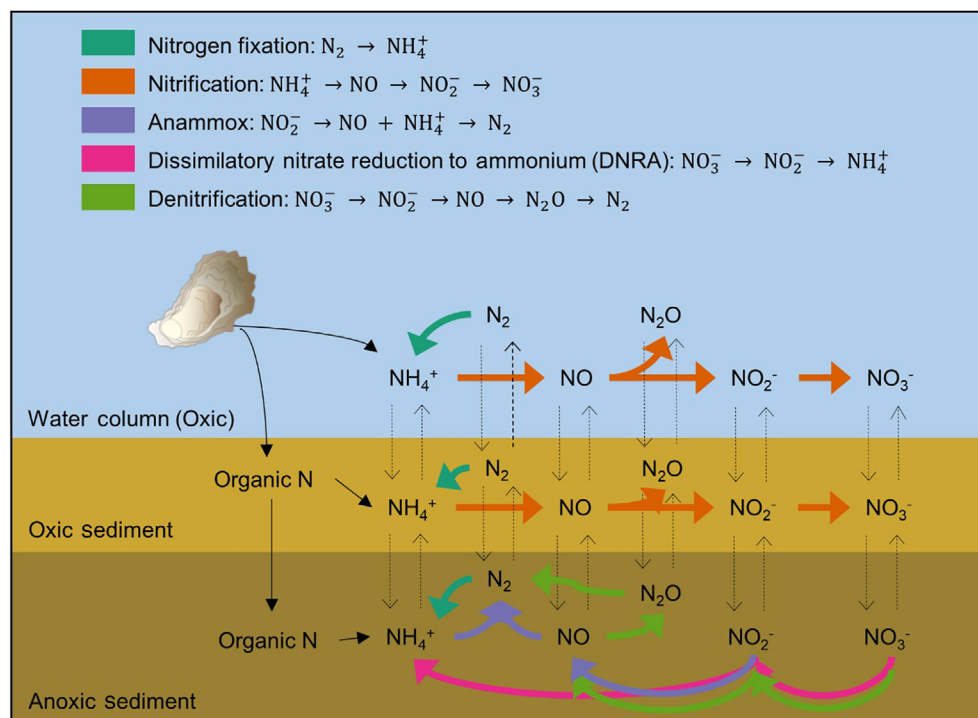 Nitrogen fixation: N₂ → NH₄⁺
Nitrification: NH₄⁺ → NO → NO₂⁻ → NO₃⁻
Anammox: NO₂⁻ → NO + NH₄⁺ → N₂
Dissimilatory nitrate reduction to ammonium (DNRA): NO₃⁻ → NO₂⁻ → NH₄⁺
Denitrification: NO₃⁻ → NO₂⁻ → NO → N₂O → N₂
N₂ N₂O
NH₄⁺ NO NO₂⁻ NO₃⁻
Water column (Oxic)
N₂ N₂O
Organic N
NH₄⁺ NO NO₂⁻ NO₃⁻
Oxic sediment
N₂ N₂O
Organic N NH₄⁺ NO NO₂⁻ NO₃⁻
Anoxic sediment